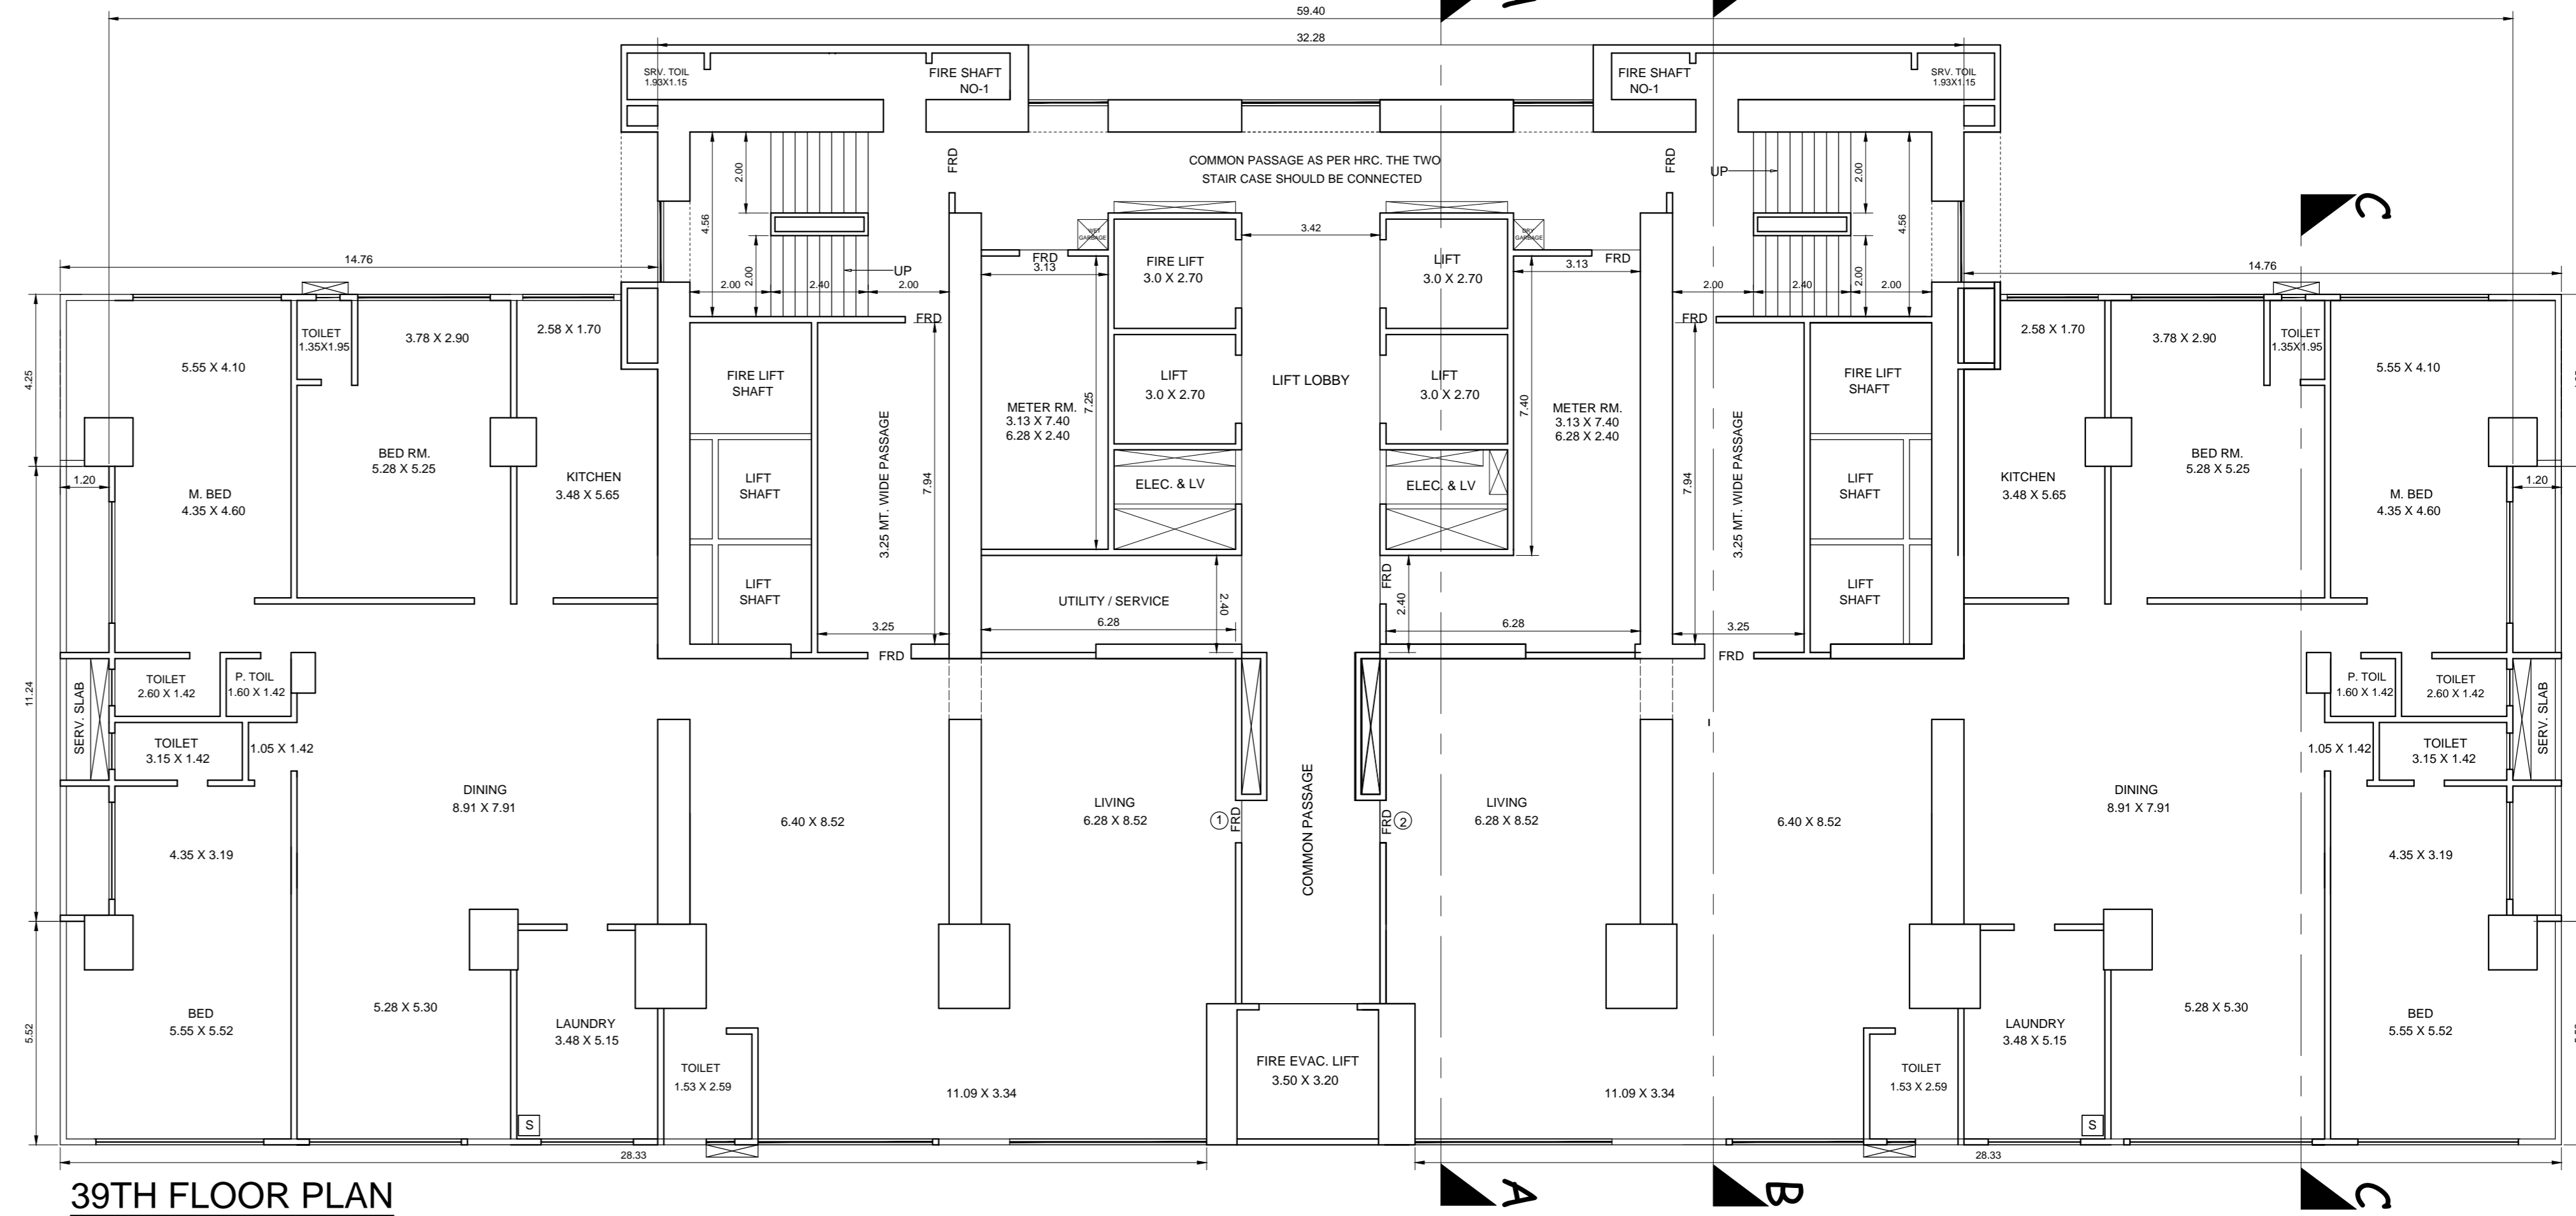 59.40
32.28
SRV. TOIL
1.93X1.15
FIRE SHAFT
NO-1
FIRE SHAFT
NO-1
SRV. TOIL
1.93X1.15
FRD
COMMON PASSAGE AS PER HRC. THE TWO
STAIR CASE SHOULD BE CONNECTED
FRD
2.00
4.56
2.00
UP
2.00
2.40
2.00
UP
2.00
4.56
2.00
2.00
2.40
2.00
C
14.76
14.76
WET
GARBAGE
DRY
GARBAGE
3.42
FRD
3.13
FRD
3.13
FIRE LIFT
3.0 X 2.70
LIFT
3.0 X 2.70
FRD
FRD
TOILET
1.35X1.95
3.78 X 2.90
2.58 X 1.70
5.55 X 4.10
2.58 X 1.70
3.78 X 2.90
TOILET
1.35X1.95
5.55 X 4.10
4.25
FIRE LIFT
SHAFT
LIFT
3.0 X 2.70
LIFT LOBBY
LIFT
3.0 X 2.70
FIRE LIFT
SHAFT
7.25
7.40
METER RM.
3.13 X 7.40
6.28 X 2.40
METER RM.
3.13 X 7.40
6.28 X 2.40
3.25 MT. WIDE PASSAGE
7.94
7.94
3.25 MT. WIDE PASSAGE
1.20
M. BED
4.35 X 4.60
BED RM.
5.28 X 5.25
KITCHEN
3.48 X 5.65
LIFT
SHAFT
ELEC. & LV
ELEC. & LV
LIFT
SHAFT
KITCHEN
3.48 X 5.65
BED RM.
5.28 X 5.25
M. BED
4.35 X 4.60
1.20
LIFT
SHAFT
UTILITY / SERVICE
2.40
6.28
FRD
2.40
6.28
LIFT
SHAFT
3.25
3.25
FRD
FRD
11.24
SERV. SLAB
TOILET
2.60 X 1.42
P. TOIL
1.60 X 1.42
TOILET
3.15 X 1.42
1.05 X 1.42
P. TOIL
1.60 X 1.42
TOILET
2.60 X 1.42
1.05 X 1.42
TOILET
3.15 X 1.42
SERV. SLAB
DINING
8.91 X 7.91
6.40 X 8.52
LIVING
6.28 X 8.52
1
FRD
COMMON PASSAGE
FRD
2
LIVING
6.28 X 8.52
6.40 X 8.52
DINING
8.91 X 7.91
4.35 X 3.19
4.35 X 3.19
5.52
BED
5.55 X 5.52
5.28 X 5.30
LAUNDRY
3.48 X 5.15
TOILET
1.53 X 2.59
11.09 X 3.34
FIRE EVAC. LIFT
3.50 X 3.20
11.09 X 3.34
TOILET
1.53 X 2.59
LAUNDRY
3.48 X 5.15
5.28 X 5.30
BED
5.55 X 5.52
S
S
28.33
28.33
39TH FLOOR PLAN
A
B
C